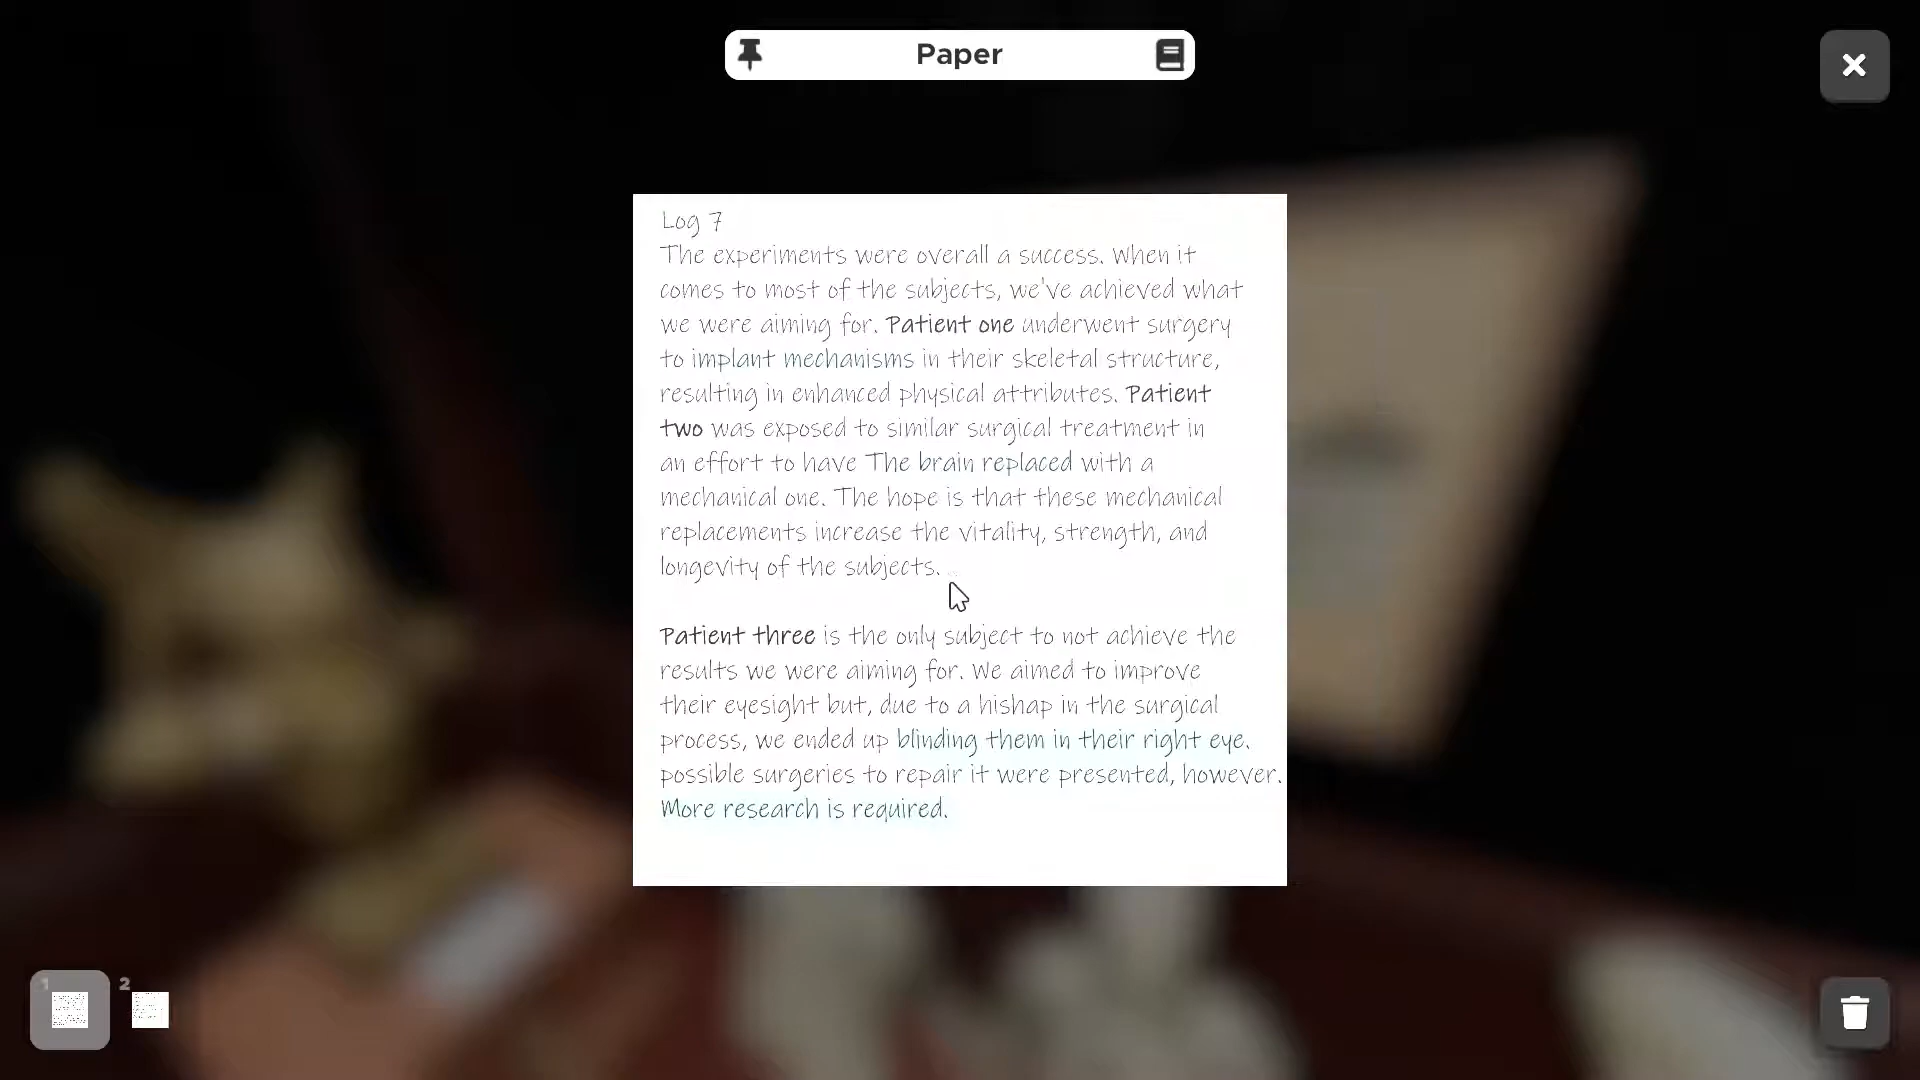 Paper
Log 7
The experiments were overall a success. When it
comes to most of the subjects, we've achieved what
we were aiming for. Patient one underwent surgery
to implant mechanisms in their skeletal structure,
resulting in enhanced physical attributes. Patient
two was exposed to similar surgical treatment in
an effort to have The brain replaced with a
mechanical one. The hope is that these mechanical
replacements increase the vitality, strength, and
longevity of the subjects.
Patient three is the only subject to not achieve the
results we were aiming for. We aimed to improve
their eyesight but, due to a hishap in the surgical
process, we ended up blinding them in their right eye.
possible surgeries to repair it were presented, however.
More research is required.
1 2